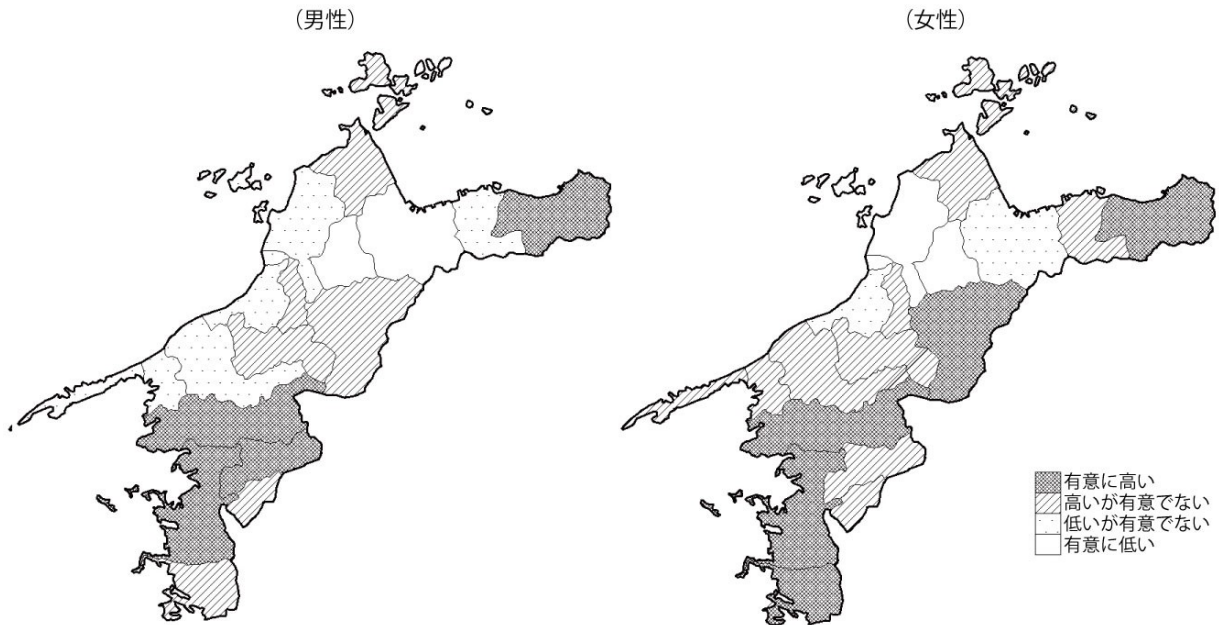 （男性）
（女性）
有意に高い
高いが有意でない
低いが有意でない
有意に低い